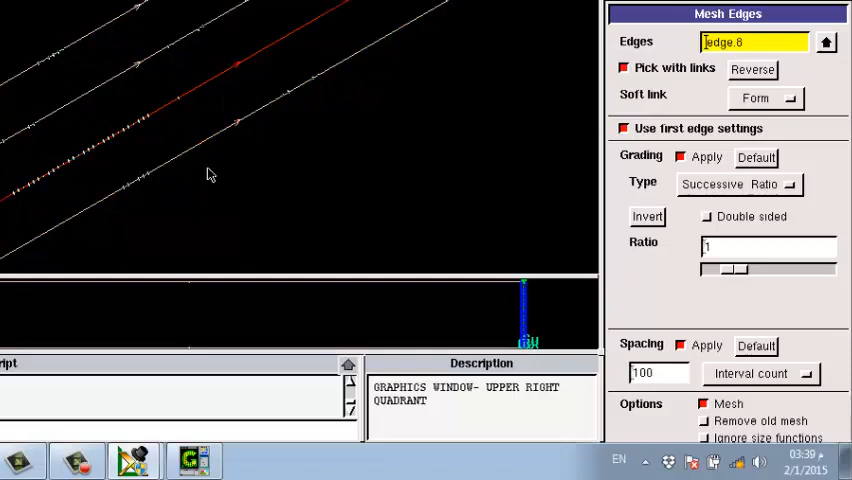 Mesh Edges
Edges edge.8
Pick with links Reverse
Soft link Form
Use first edge settings
Grading Apply Default
Type Successive Ratio
Invert Double sided
Ratio 1
Spacing Apply Default
100 Interval count
Options Mesh
Remove old mesh
Ignore size functions
ript
Description
GRAPHICS WINDOW- UPPER RIGHT
QUADRANT
EN
03:39 م
2/1/2015